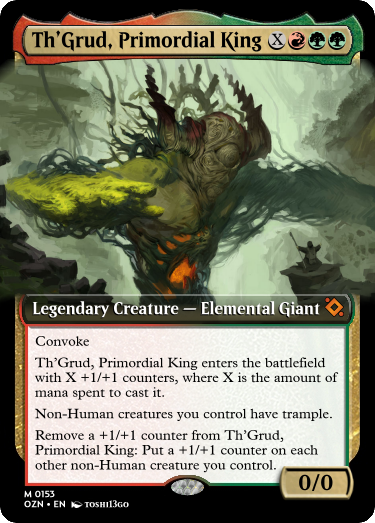 Th'Grud, Primordial King X
Legendary Creature — Elemental Giant
Convoke
Th'Grud, Primordial King enters the battlefield
with X +1/+1 counters, where X is the amount of
mana spent to cast it.
Non-Human creatures you control have trample.
Remove a +1/+1 counter from Th'Grud,
Primordial King: Put a +1/+1 counter on each
other non-Human creature you control.
0/0
M 0153
OZN • EN TOSHI3GO